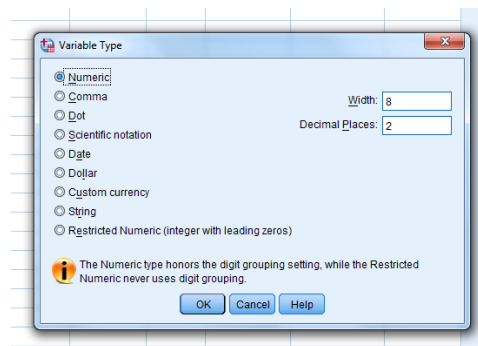 Variable Type
Numeric
Comma
Width: 8
Dot
Decimal Places: 2
Scientific notation
Date
Dollar
Custom currency
String
Restricted Numeric (integer with leading zeros)
The Numeric type honors the digit grouping setting, while the Restricted
Numeric never uses digit grouping.
OK Cancel Help